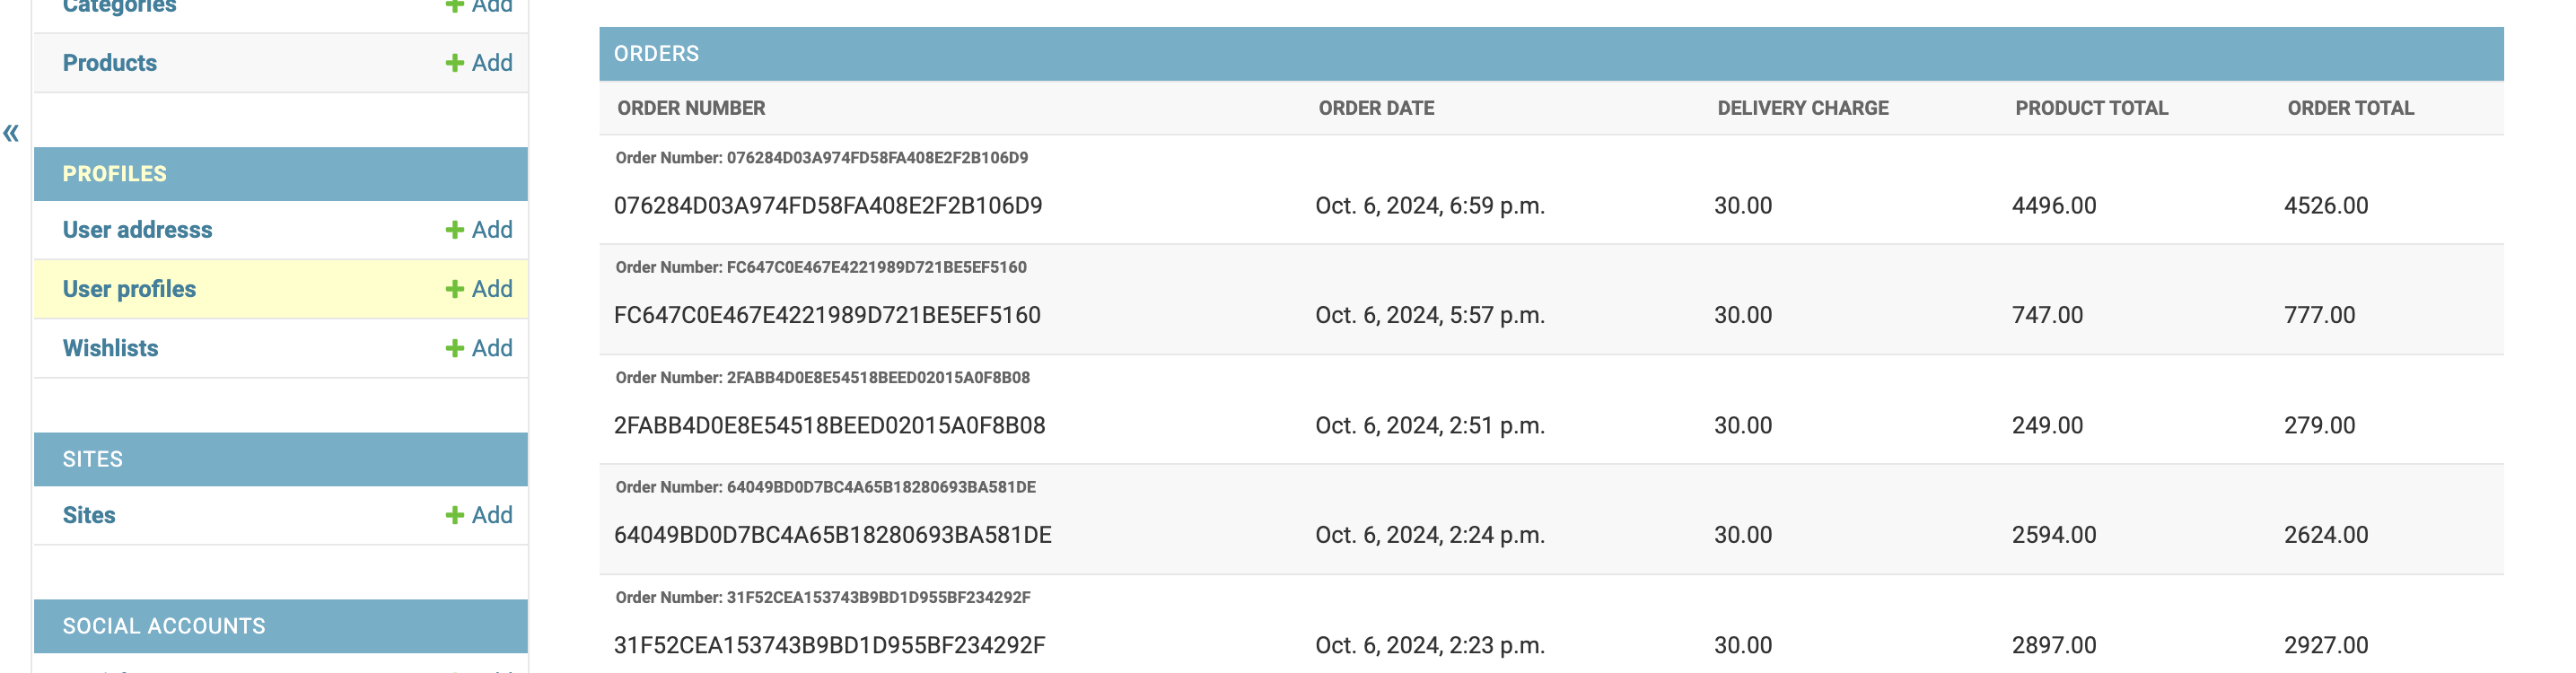 Categories + Add
Products + Add
«
PROFILES
User addresss + Add
User profiles + Add
Wishlists + Add
SITES
Sites + Add
SOCIAL ACCOUNTS
ORDERS
ORDER NUMBER ORDER DATE DELIVERY CHARGE PRODUCT TOTAL ORDER TOTAL
Order Number: 076284D03A974FD58FA408E2F2B106D9
076284D03A974FD58FA408E2F2B106D9 Oct. 6, 2024, 6:59 p.m. 30.00 4496.00 4526.00
Order Number: FC647C0E467E4221989D721BE5EF5160
FC647C0E467E4221989D721BE5EF5160 Oct. 6, 2024, 5:57 p.m. 30.00 747.00 777.00
Order Number: 2FABB4D0E8E54518BEED02015A0F8B08
2FABB4D0E8E54518BEED02015A0F8B08 Oct. 6, 2024, 2:51 p.m. 30.00 249.00 279.00
Order Number: 64049BD0D7BC4A65B18280693BA581DE
64049BD0D7BC4A65B18280693BA581DE Oct. 6, 2024, 2:24 p.m. 30.00 2594.00 2624.00
Order Number: 31F52CEA153743B9BD1D955BF234292F
31F52CEA153743B9BD1D955BF234292F Oct. 6, 2024, 2:23 p.m. 30.00 2897.00 2927.00